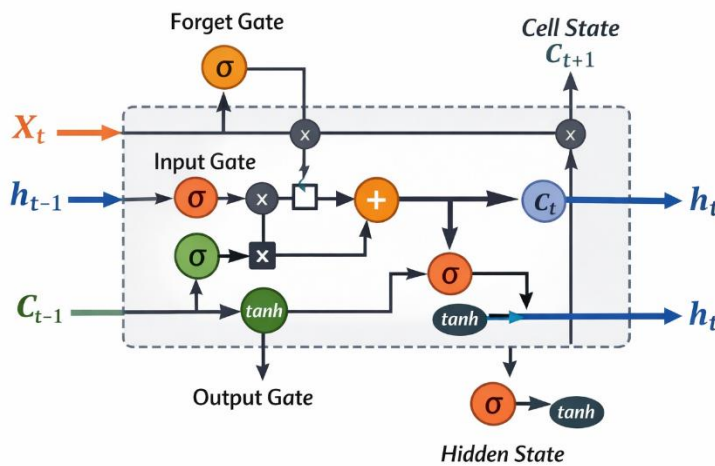 Forget Gate
Cell State
C_{t+1}
σ
X_t
x
x
Input Gate
h_{t-1}
σ
x
+
C_t
h_t
σ
x
σ
C_{t-1}
tanh
tanh
h_t
Output Gate
σ
tanh
Hidden State